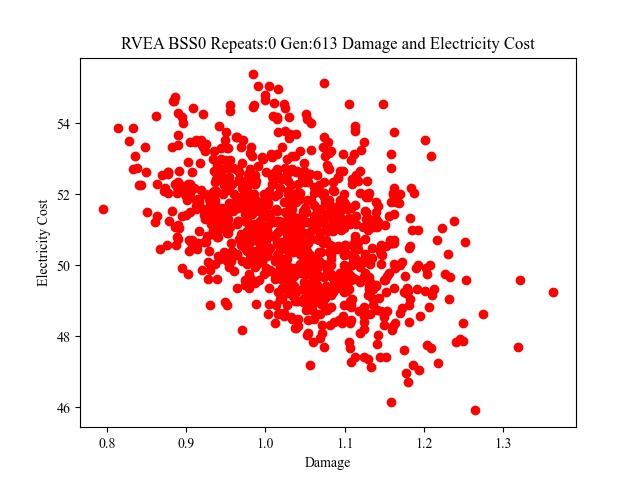 RVEA BSS0 Repeats:0 Gen:613 Damage and Electricity Cost
Electricity Cost
54
52
50
48
46
0.8 0.9 1.0 1.1 1.2 1.3
Damage